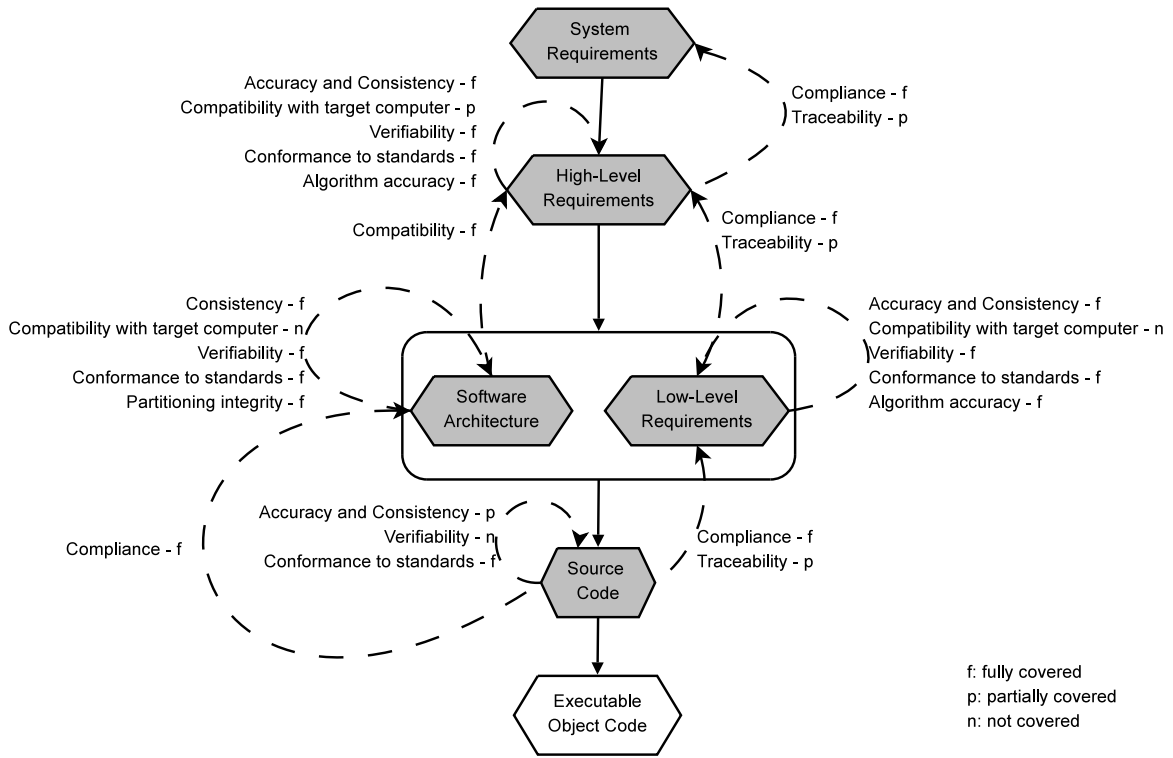 System
Requirements
Accuracy and Consistency - f
Compatibility with target computer - p
Verifiability - f
Conformance to standards - f
Algorithm accuracy - f
Compliance - f
Traceability - p
High-Level
Requirements
Compatibility - f
Compliance - f
Traceability - p
Consistency - f
Compatibility with target computer - n
Verifiability - f
Conformance to standards - f
Partitioning integrity - f
Accuracy and Consistency - f
Compatibility with target computer - n
Verifiability - f
Conformance to standards - f
Algorithm accuracy - f
Software
Architecture
Low-Level
Requirements
Compliance - f
Accuracy and Consistency - p
Verifiability - n
Conformance to standards - f
Compliance - f
Traceability - p
Source
Code
Executable
Object Code
f: fully covered
p: partially covered
n: not covered